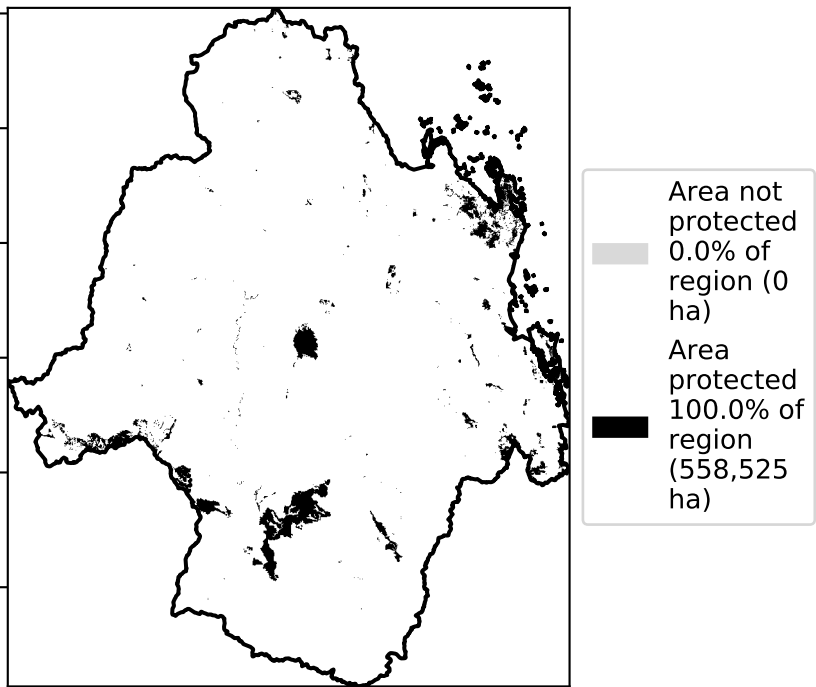 Area not
protected
0.0% of
region (0
ha)
Area
protected
100.0% of
region
(558,525
ha)